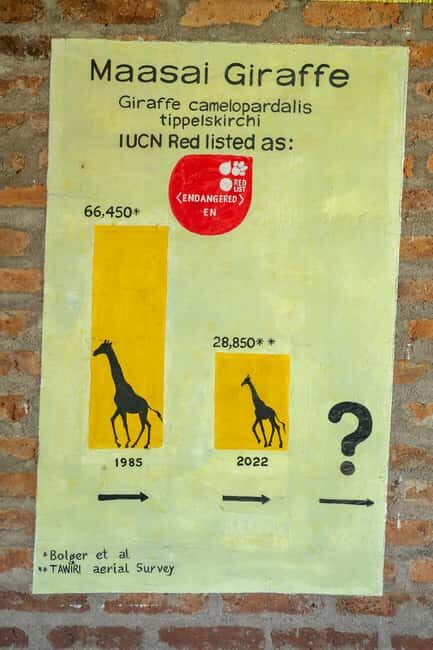 Maasai Giraffe
Giraffe camelopardalis
tippelskirchi
IUCN Red listed as:
RED
LIST
<ENDANGERED>
EN
66,450*
28,850**
?
1985
2022
*Bolger et al
**TAWIRI aerial Survey